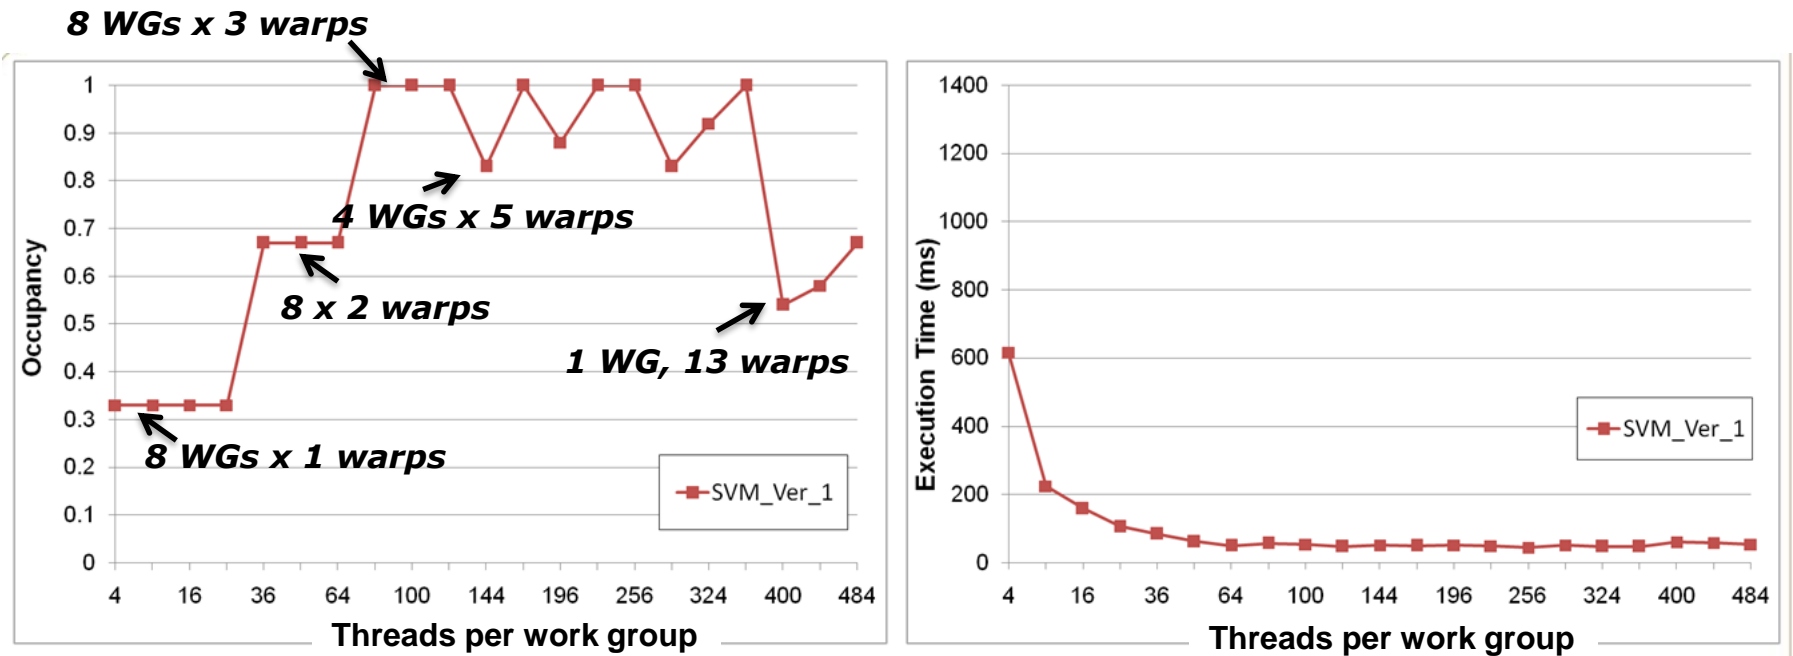 8 WGs x 3 warps
1
0.9
0.8
0.7
0.6
0.5
0.4
0.3
0.2
0.1
0
Occupancy
4 WGs x 5 warps
8 x 2 warps
1 WG, 13 warps
8 WGs x 1 warps
SVM_Ver_1
4 16 36 64 100 144 196 256 324 400 484
Threads per work group
1400
1200
1000
800
600
400
200
0
Execution Time (ms)
SVM_Ver_1
4 16 36 64 100 144 196 256 324 400 484
Threads per work group